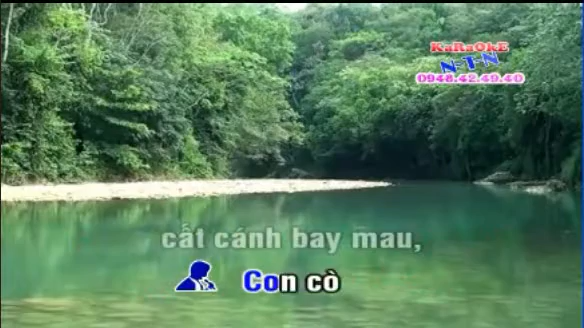 KaRaOkE
N-T-N
0948.42.49.40
cất cánh bay mau,
Con cò